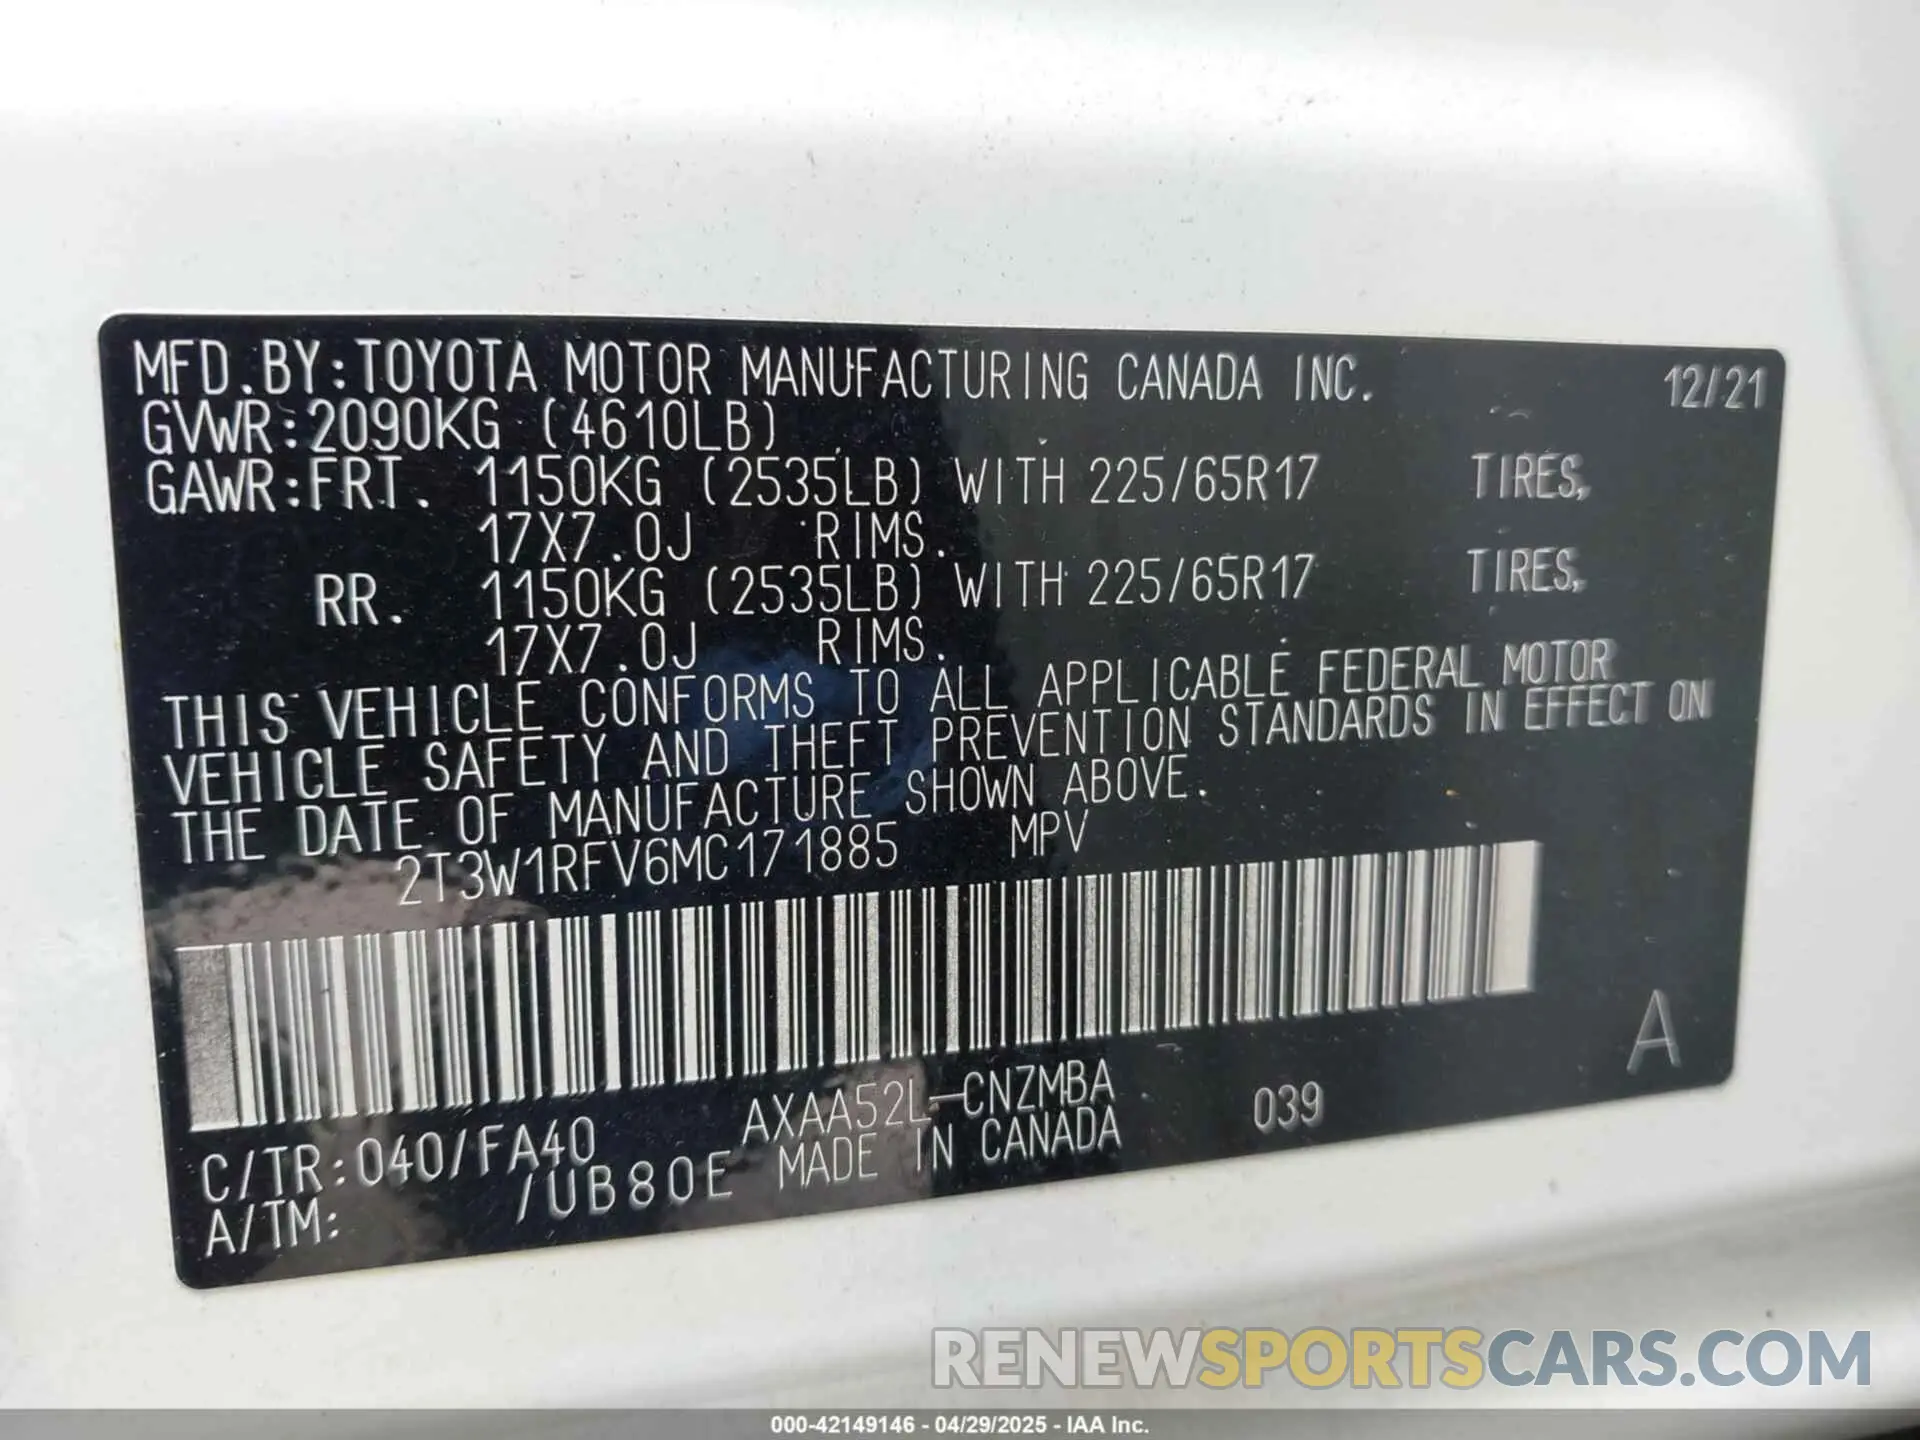 MFD.BY:TOYOTA MOTOR MANUFACTURING CANADA INC. 12/21
GVWR:2090KG (4610LB)
GAWR:FRT. 1150KG (2535LB) WITH 225/65R17 TIRES,
17X7.0J RIMS.
RR. 1150KG (2535LB) WITH 225/65R17 TIRES,
17X7.0J RIMS.
THIS VEHICLE CONFORMS TO ALL APPLICABLE FEDERAL MOTOR
VEHICLE SAFETY AND THEFT PREVENTION STANDARDS IN EFFECT ON
THE DATE OF MANUFACTURE SHOWN ABOVE.
2T3W1RFV6MC171885 MPV
A
AXAA52L-CNZMBA 039
C/TR:040/FA40 MADE IN CANADA
A/TM: /UB80E
RENEWSPORTSCARS.COM
000-42149146 - 04/29/2025 - IAA Inc.